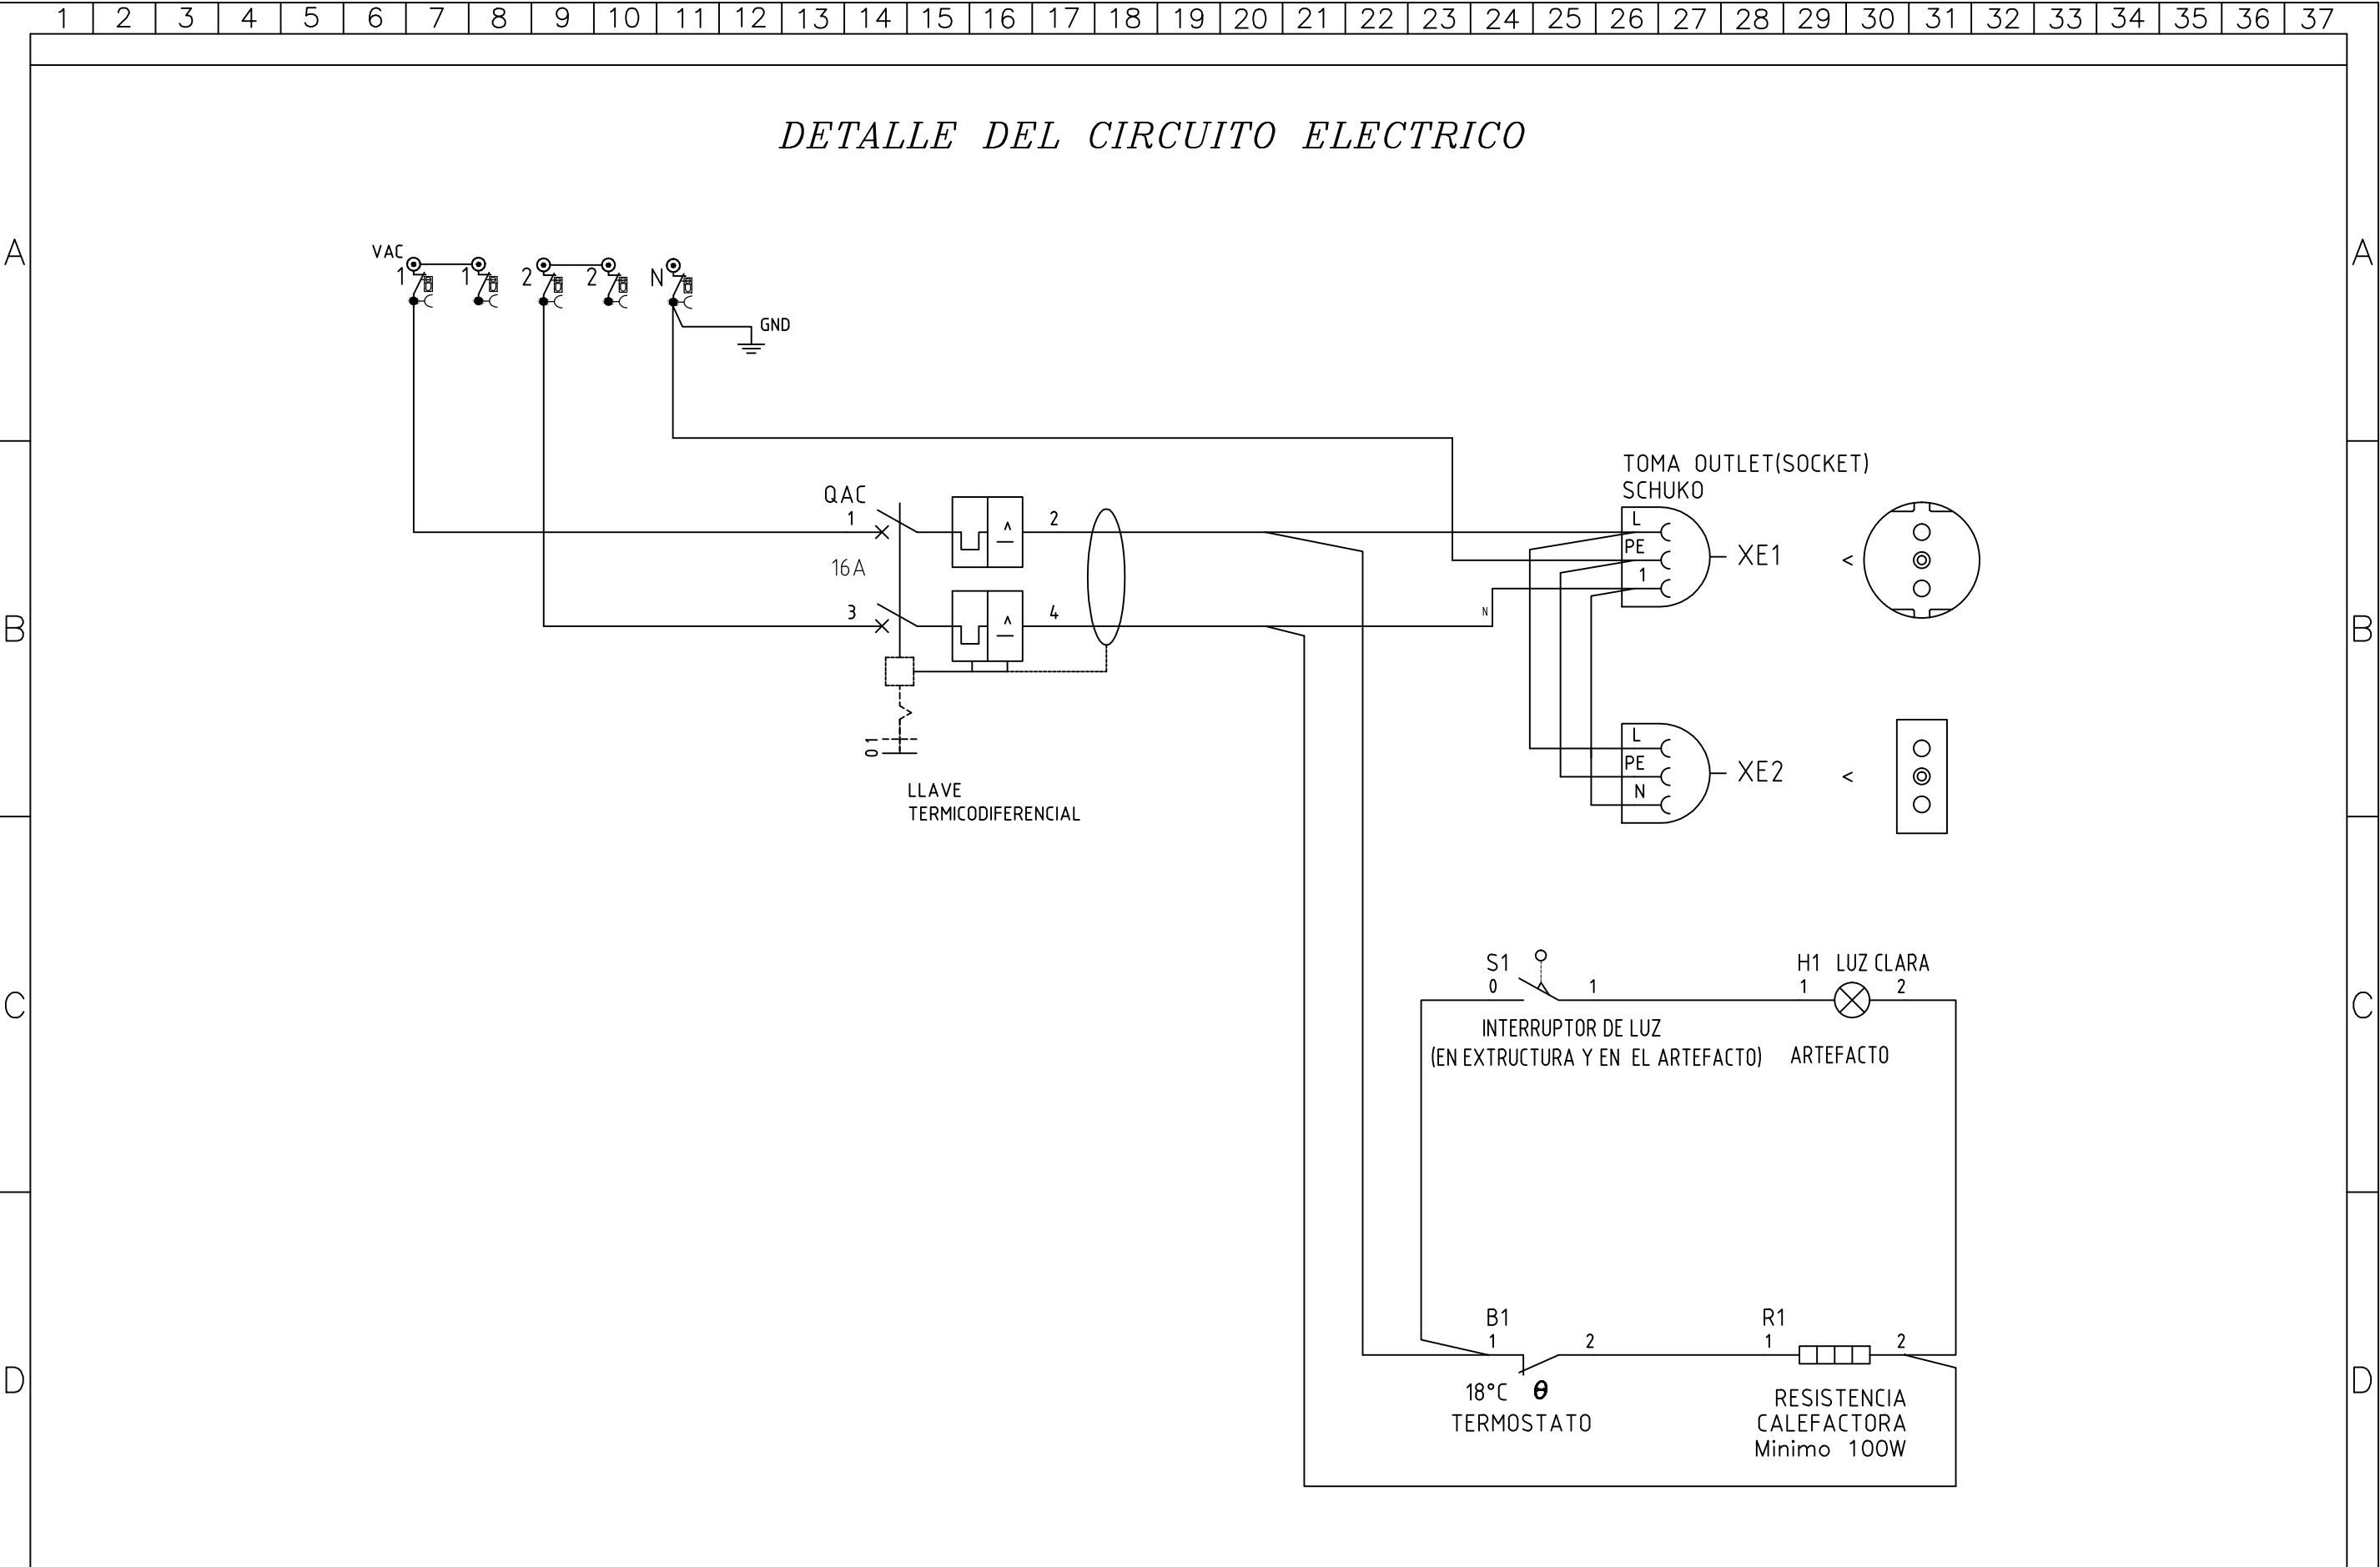 1 2 3 4 5 6 7 8 9 10 11 12 13 14 15 16 17 18 19 20 21 22 23 24 25 26 27 28 29 30 31 32 33 34 35 36 37
DETALLE DEL CIRCUITO ELECTRICO
A A
VAC
1 1 2 2 N
GND
TOMA OUTLET(SOCKET)
SCHUKO
QAC
1 2
L
PE
XE1 <
16A
1
3 4
N
B B
0 1
L
PE
XE2 <
N
LLAVE
TERMICODIFERENCIAL
S1
0 1
H1 LUZ CLARA
1 2
C C
INTERRUPTOR DE LUZ
(EN EXTRUCTURA Y EN EL ARTEFACTO) ARTEFACTO
B1 R1
1 2 1 2
D D
18°C θ
TERMOSTATO
RESISTENCIA
CALEFACTORA
Minimo 100W